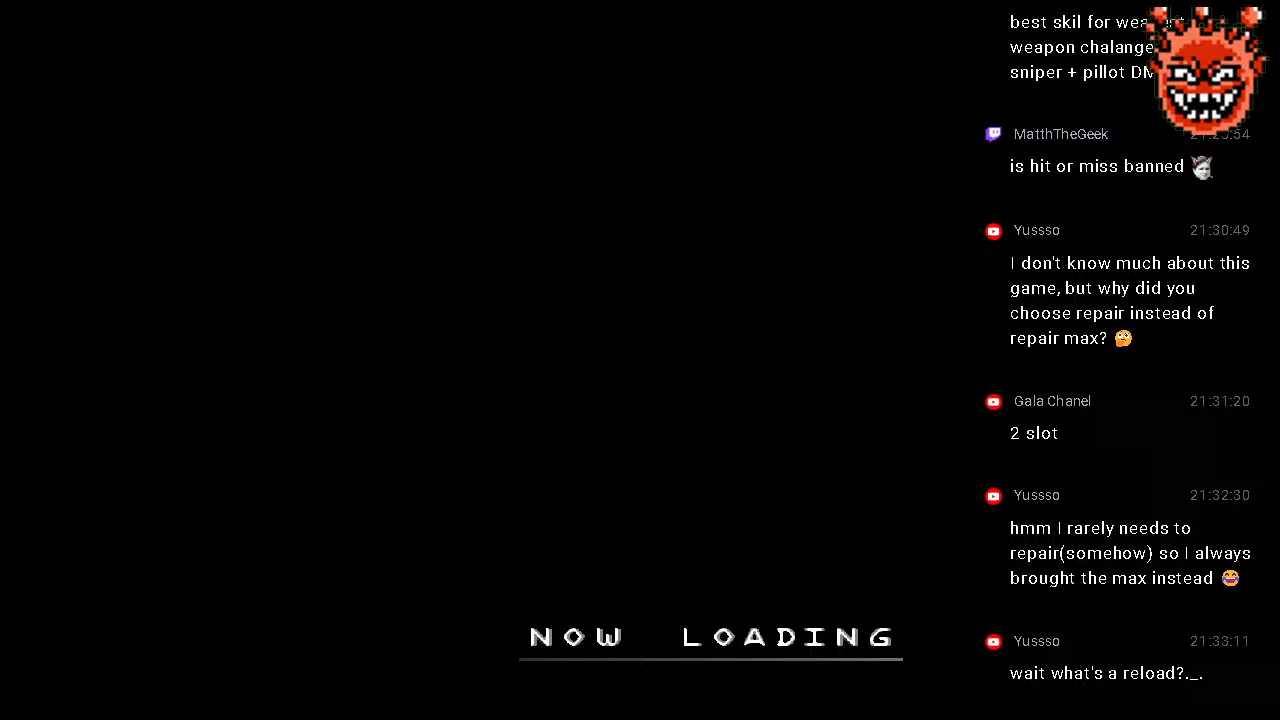 best skil for
weapon chalange
sniper + pillot
MatthTheGeek
is hit or miss banned
Yussso 21:30:49
I don't know much about this
game, but why did you
choose repair instead of
repair max?
Gala Chanel 21:31:20
2 slot
Yussso 21:32:30
hmm I rarely needs to
repair(somehow) so I always
brought the max instead
NOW LOADING
Yussso 21:33:11
wait what's a reload?._.